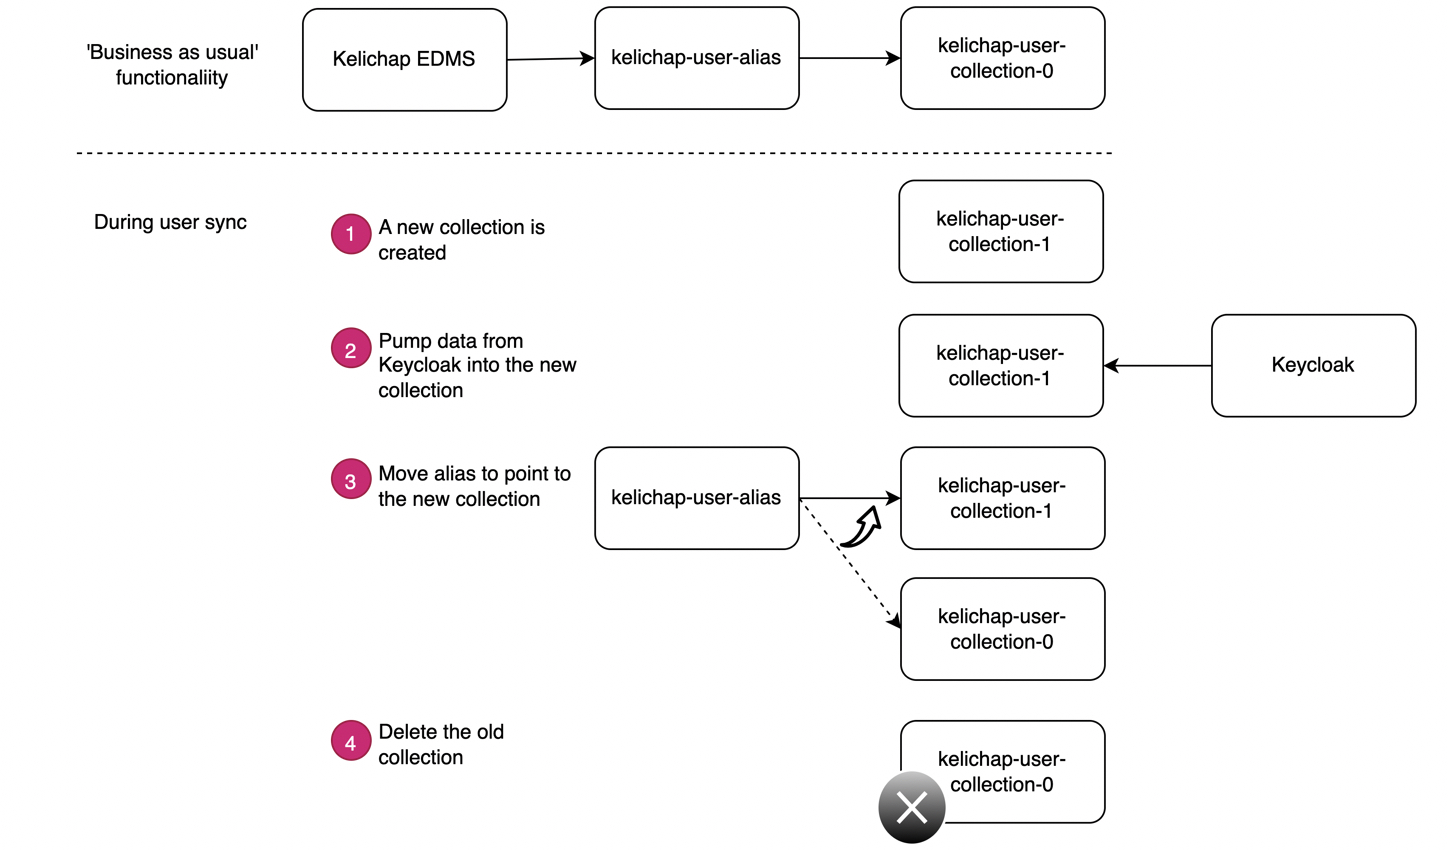 'Business as usual'
functionaliity
Kelichap EDMS
kelichap-user-alias
kelichap-user-
collection-0
During user sync
1
A new collection is
created
kelichap-user-
collection-1
2
Pump data from
Keycloak into the new
collection
kelichap-user-
collection-1
Keycloak
3
Move alias to point to
the new collection
kelichap-user-alias
kelichap-user-
collection-1
kelichap-user-
collection-0
4
Delete the old
collection
kelichap-user-
collection-0